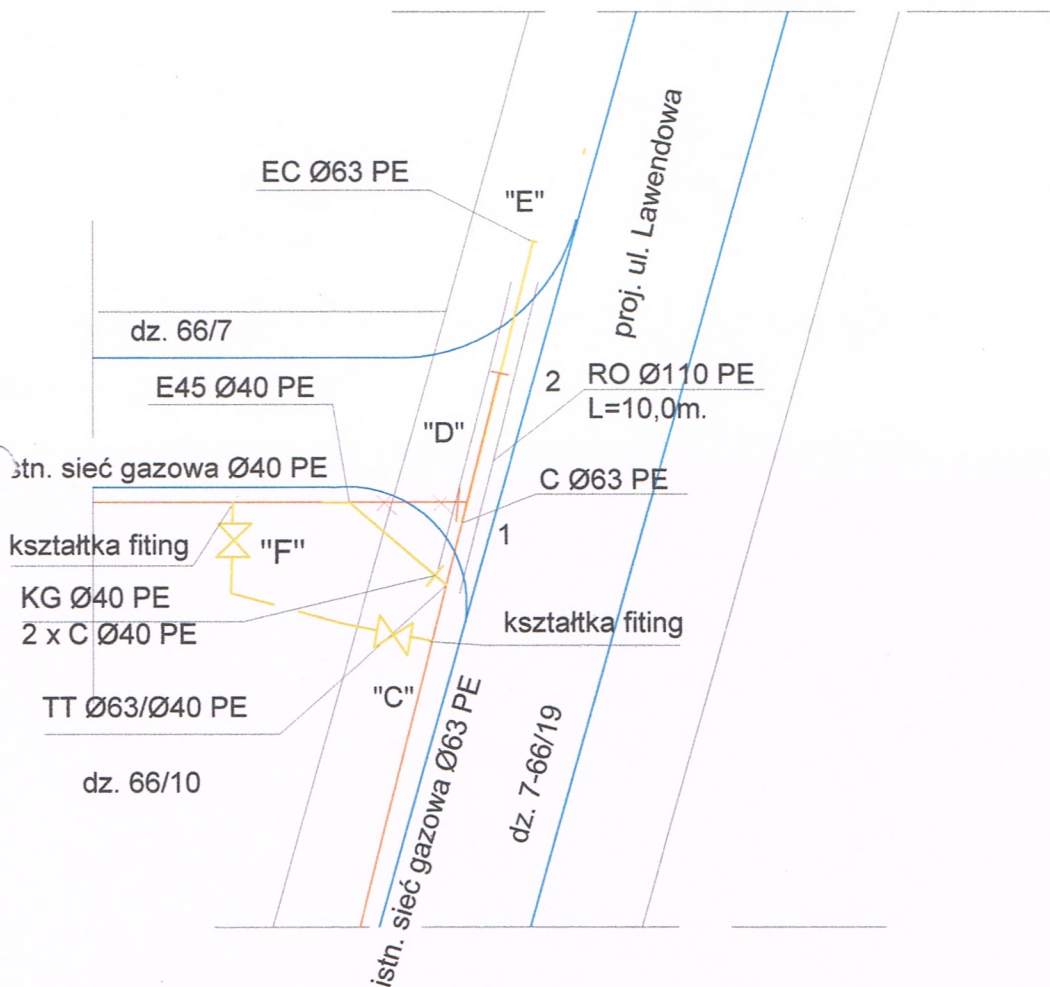 EC Ø63 PE
"E"
proj. ul. Lawendowa
dz. 66/7
E45 Ø40 PE
2
RO Ø110 PE
L=10,0m.
"D"
stn. sieć gazowa Ø40 PE
C Ø63 PE
1
kształtka fiting
"F"
KG Ø40 PE
2 x C Ø40 PE
kształtka fiting
"C"
TT Ø63/Ø40 PE
istn. sieć gazowa Ø63 PE
dz. 7-66/19
dz. 66/10